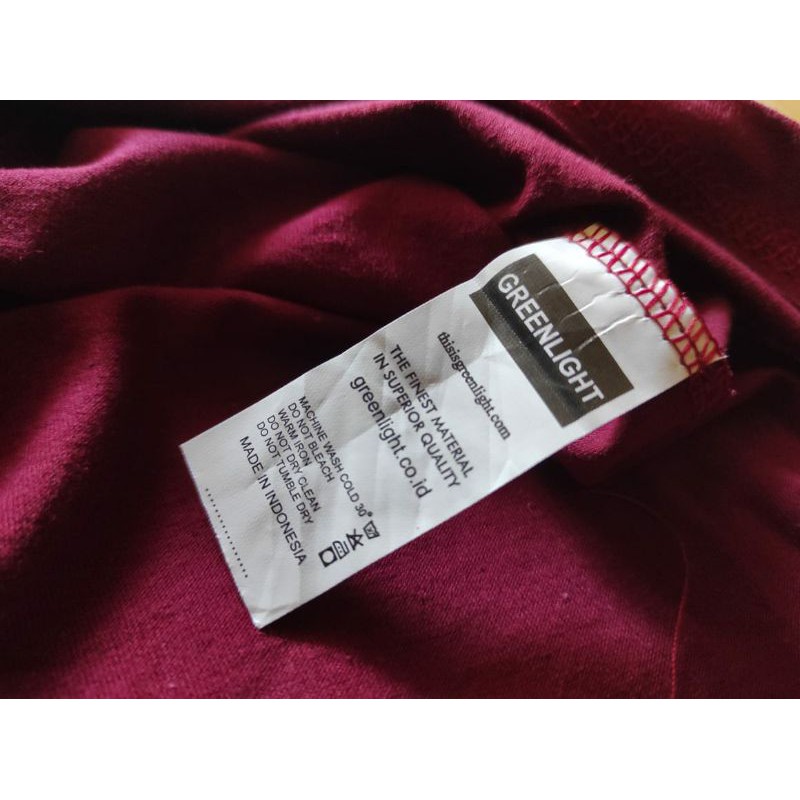 GREENLIGHT
thisisgreenlight.com
THE FINEST MATERIAL
IN SUPERIOR QUALITY
greenlight.co.id
MACHINE WASH COLD 30°
DO NOT BLEACH
WARM IRON
DO NOT DRY CLEAN
DO NOT TUMBLE DRY
MADE IN INDONESIA